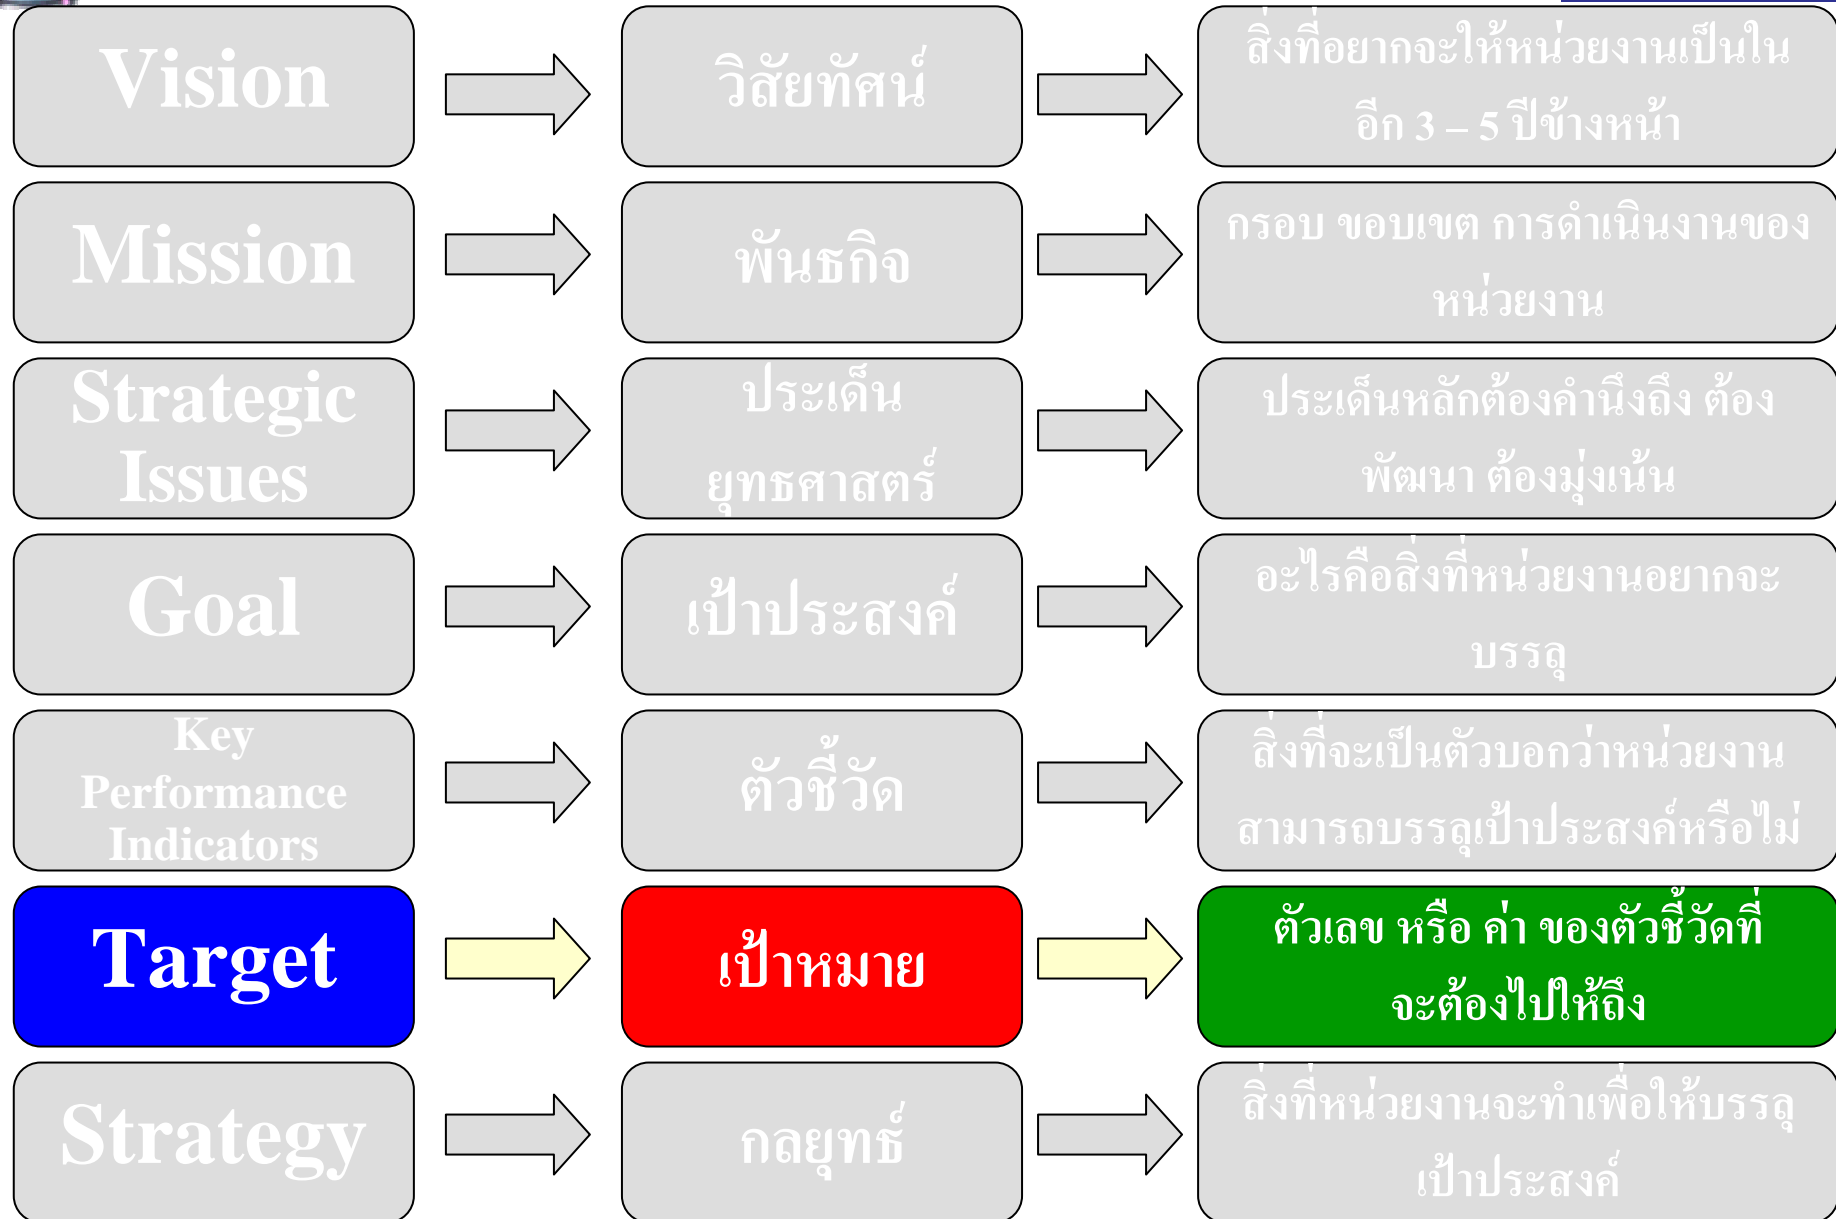 Vision
วิสัยทัศน์
สิ่งที่อยากจะให้หน่วยงานเป็นใน
อีก 3 – 5 ปีข้างหน้า
Mission
พันธกิจ
กรอบ ขอบเขต การดำเนินงานของ
หน่วยงาน
Strategic
Issues
ประเด็น
ยุทธศาสตร์
ประเด็นหลักต้องคำนึงถึง ต้อง
พัฒนา ต้องมุ่งเน้น
Goal
เป้าประสงค์
อะไรคือสิ่งที่หน่วยงานอยากจะ
บรรลุ
Key
Performance
Indicators
ตัวชี้วัด
สิ่งที่จะเป็นตัวบอกว่าหน่วยงาน
สามารถบรรลุเป้าประสงค์หรือไม่
Target
เป้าหมาย
ตัวเลข หรือ ค่า ของตัวชี้วัดที่
จะต้องไปให้ถึง
Strategy
กลยุทธ์
สิ่งที่หน่วยงานจะทำเพื่อให้บรรลุ
เป้าประสงค์